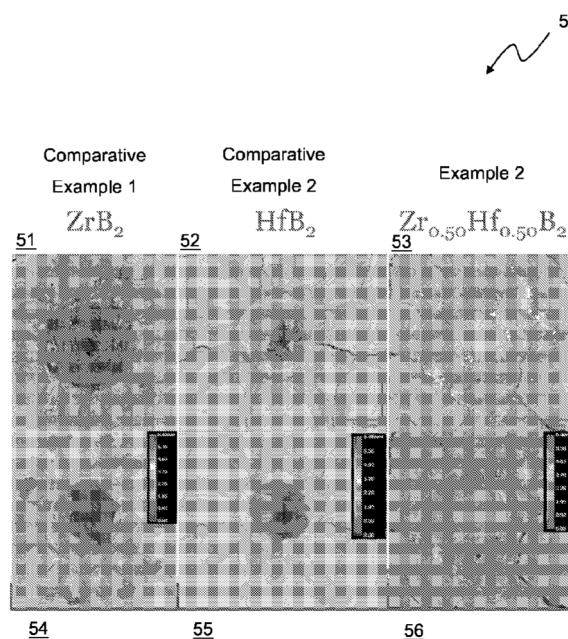 5
Comparative Example 1
Comparative Example 2
Example 2
ZrB₂
HfB₂
Zr₀.₅₀Hf₀.₅₀B₂
51
52
53
54
55
56